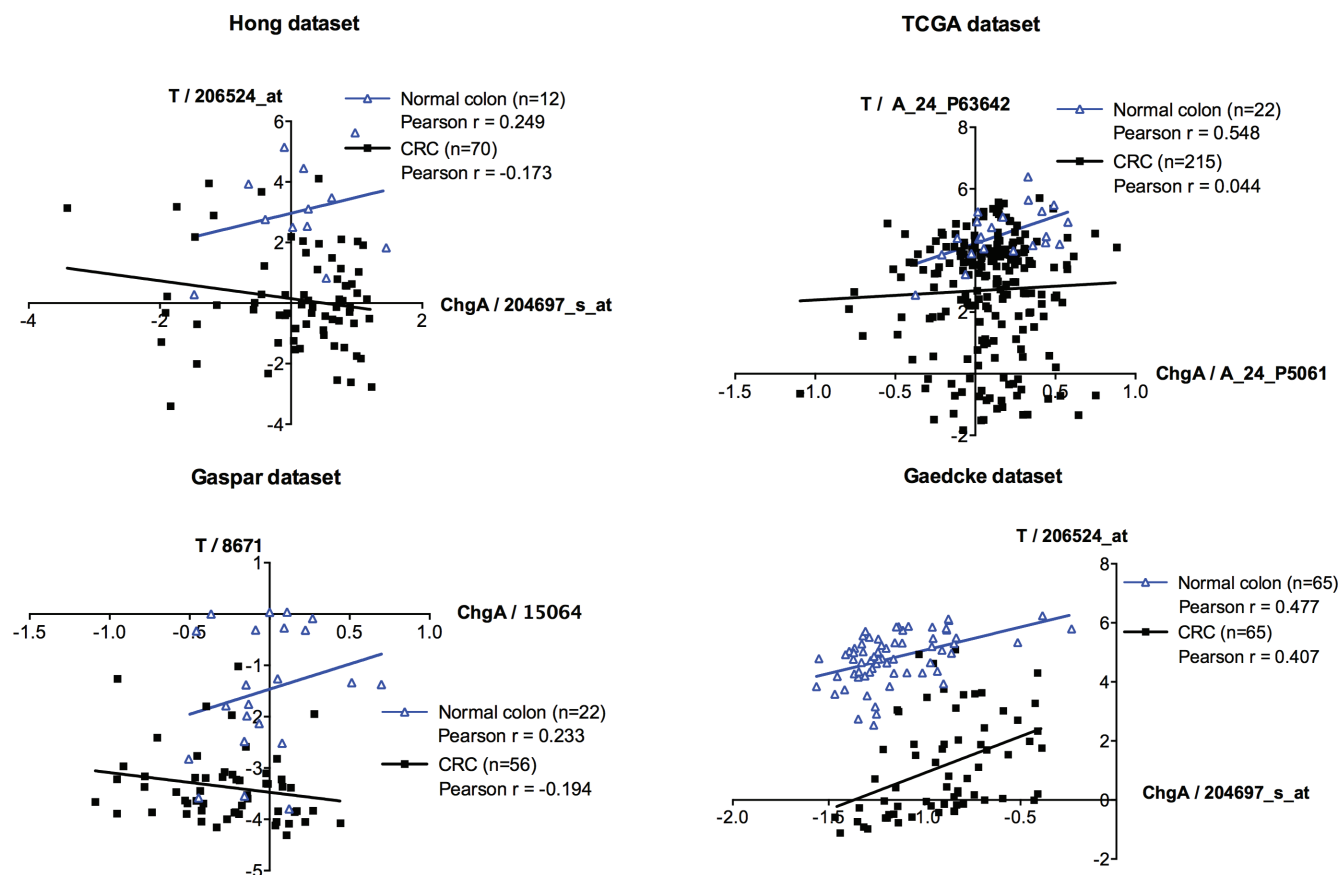 Hong dataset
T / 206524_at
Normal colon (n=12)
Pearson r = 0.249
CRC (n=70)
Pearson r = -0.173
6
4
2
-2
-4
-4
-2
2
ChgA / 204697_s_at
TCGA dataset
T / A_24_P63642
Normal colon (n=22)
Pearson r = 0.548
CRC (n=215)
Pearson r = 0.044
8
6
2
-2
-1.5
-1.0
-0.5
0.5
1.0
ChgA / A_24_P5061
Gaspar dataset
T / 8671
1
ChgA / 15064
-1.5
-1.0
-0.5
0.5
1.0
-1
-2
-3
-4
-5
Normal colon (n=22)
Pearson r = 0.233
CRC (n=56)
Pearson r = -0.194
Gaedcke dataset
T / 206524_at
8
6
4
2
0
-2
Normal colon (n=65)
Pearson r = 0.477
CRC (n=65)
Pearson r = 0.407
ChgA / 204697_s_at
-2.0
-1.5
-1.0
-0.5